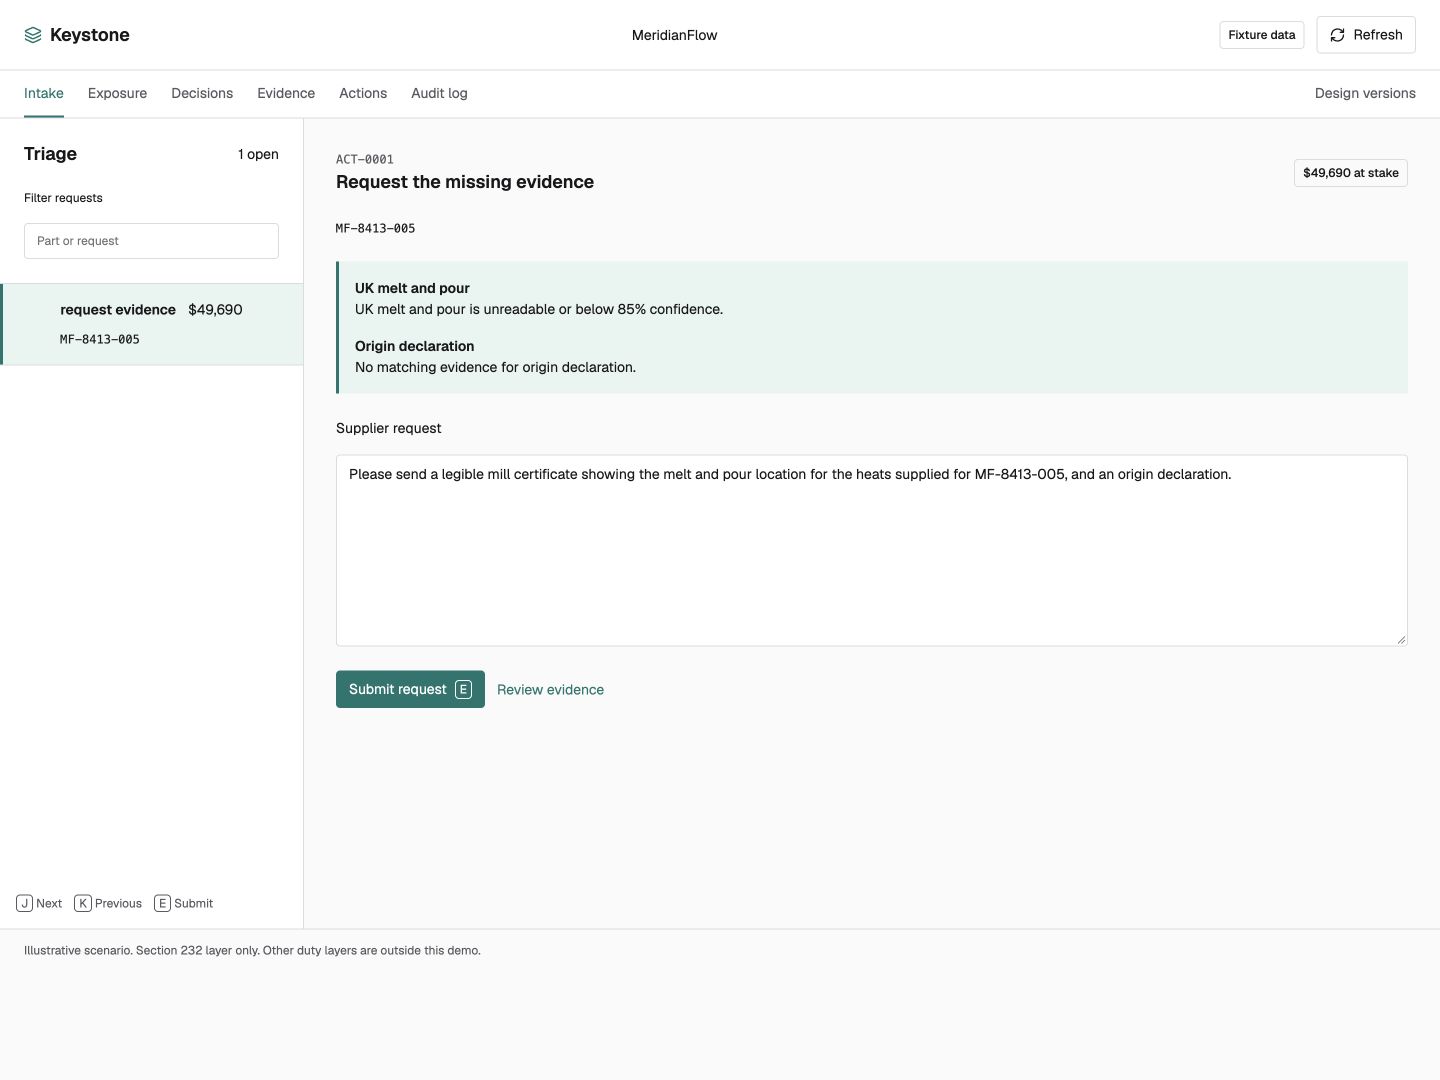 Keystone
MeridianFlow
Fixture data
Refresh
Intake
Exposure
Decisions
Evidence
Actions
Audit log
Design versions
Triage
1 open
Filter requests
Part or request
request evidence $49,690
MF-8413-005
J Next K Previous E Submit
ACT-0001
Request the missing evidence
$49,690 at stake
MF-8413-005
UK melt and pour
UK melt and pour is unreadable or below 85% confidence.
Origin declaration
No matching evidence for origin declaration.
Supplier request
Please send a legible mill certificate showing the melt and pour location for the heats supplied for MF-8413-005, and an origin declaration.
Submit request E
Review evidence
Illustrative scenario. Section 232 layer only. Other duty layers are outside this demo.